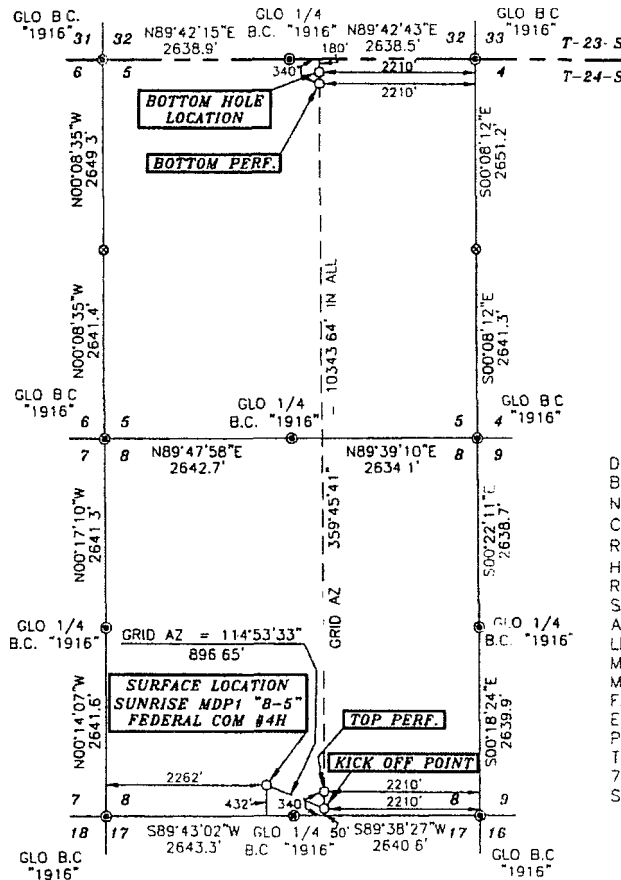 GLO B C.
"1916"
N89°42'15"E
2638.9'
GLO 1/4
B.C. "1916"
N89°42'43"E
2638.5'
180'
GLO B C
"1916"
31 32
6 5
32 33
4
T-23-S
T-24-S
340'
2210'
2210'
BOTTOM HOLE
LOCATION
BOTTOM PERF.
N00°08'35"W
2649.3'
S00°08'12"E
2651.2'
N00°08'35"W
2641.4'
10343 64' IN ALL
S00°08'12"E
2641.3'
GLO B C
"1916"
GLO 1/4
B.C. "1916"
GLO B C
"1916"
6 5
7 8
5 4
8 9
N89°47'58"E
2642.7'
N89°39'10"E
2634 1'
N00°17'10"W
2641.3'
GRID AZ 359°45'41"
S00°22'11"E
2638.7'
GLO 1/4
B.C. "1916"
GRID AZ = 114°53'33"
896 65'
GLO 1/4
B.C. "1916"
N00°14'07"W
2641.6'
SURFACE LOCATION
SUNRISE MDP1 "8-5"
FEDERAL COM #4H
TOP PERF.
KICK OFF POINT
S00°18'24"E
2639.9'
2262'
432'
340'
2210'
2210'
50'
7 8
18 17
8 9
17 16
S89°43'02"W
2643.3'
GLO 1/4
B.C "1916"
S89°38'27"W
2640 6'
GLO B.C
"1916"
GLO B C
"1916"
D
B
N
C
R
H
R
S
A
LI
M
M
F
E
P
T
7
S